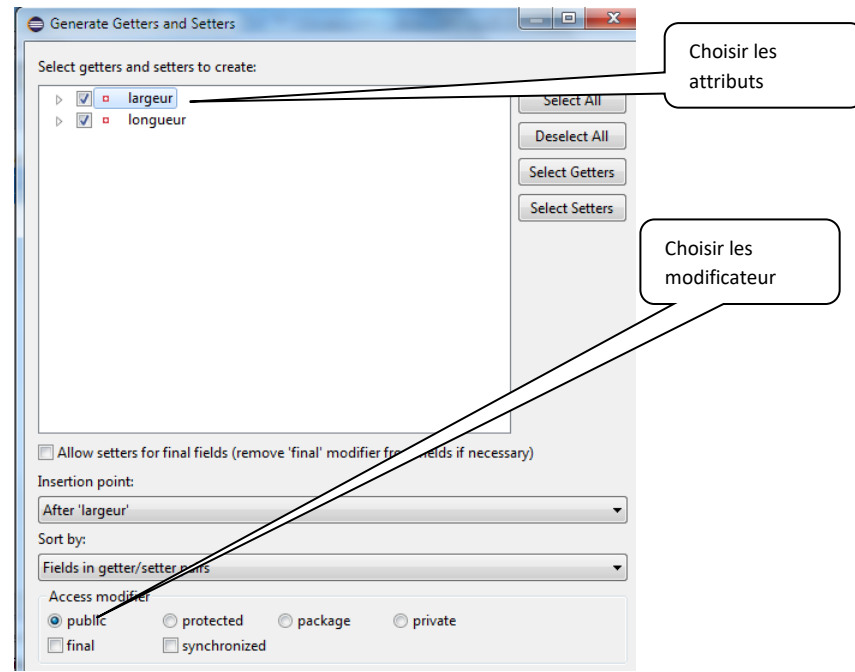 Generate Getters and Setters
Choisir les
attributs
Select getters and setters to create:
largeur
longueur
Select All
Deselect All
Select Getters
Select Setters
Choisir les
modificateur
Allow setters for final fields (remove 'final' modifier from fields if necessary)
Insertion point:
After 'largeur'
Sort by:
Fields in getter/setter pairs
Access modifier
public protected package private
final synchronized